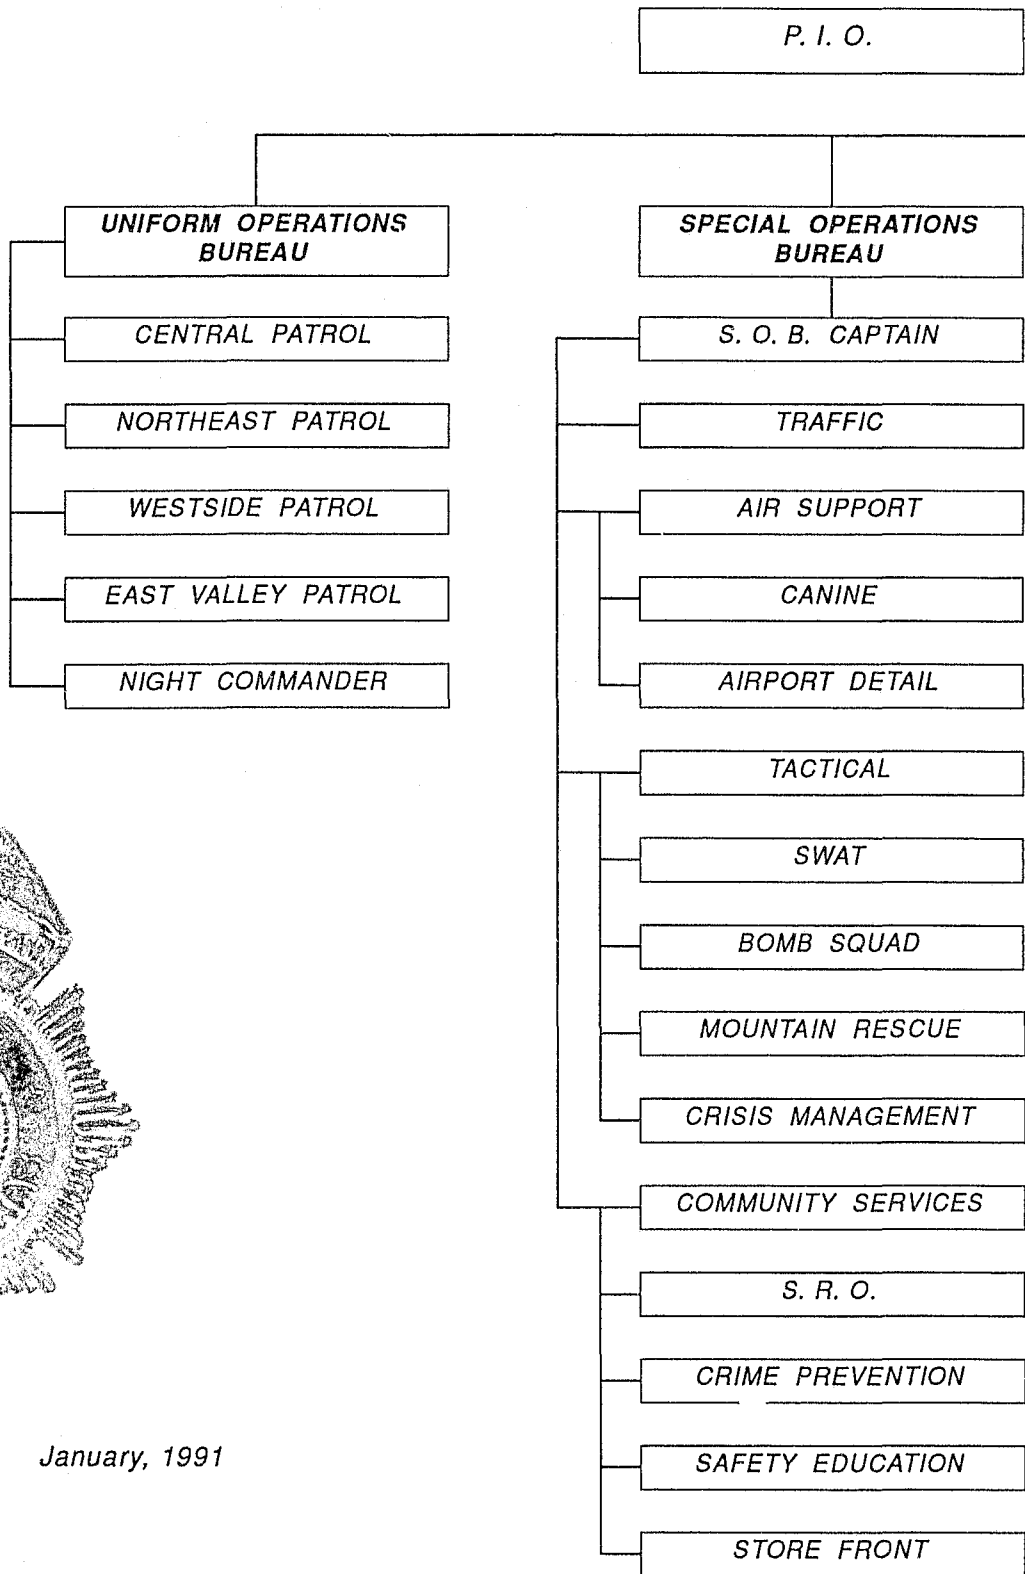 P. I. O.
UNIFORM OPERATIONS
BUREAU
CENTRAL PATROL
NORTHEAST PATROL
WESTSIDE PATROL
EAST VALLEY PATROL
NIGHT COMMANDER
SPECIAL OPERATIONS
BUREAU
S. O. B. CAPTAIN
TRAFFIC
AIR SUPPORT
CANINE
AIRPORT DETAIL
TACTICAL
SWAT
BOMB SQUAD
MOUNTAIN RESCUE
CRISIS MANAGEMENT
COMMUNITY SERVICES
S. R. O.
CRIME PREVENTION
SAFETY EDUCATION
STORE FRONT
January, 1991